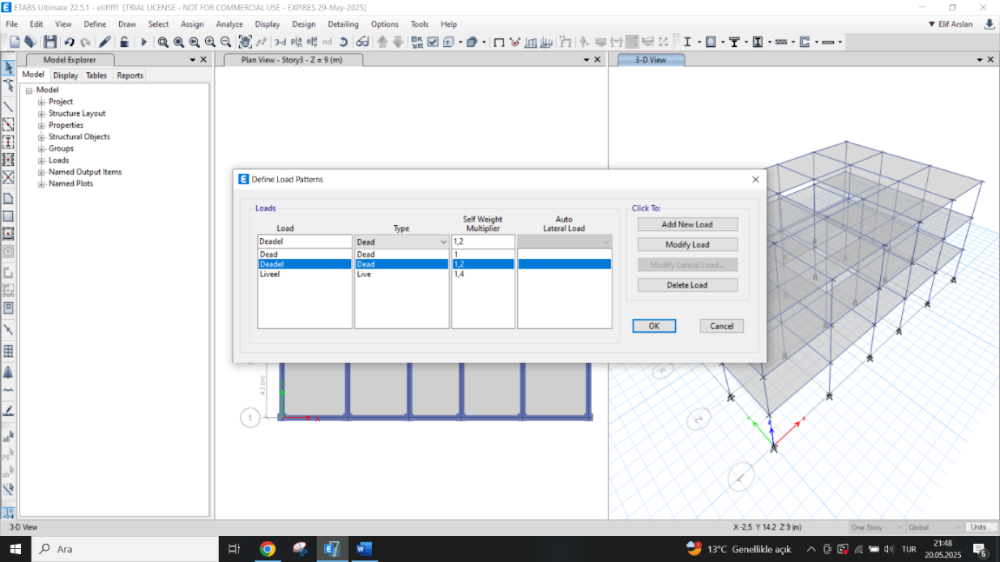 ETABS Ultimate 22.5.1 - eliffffff [TRIAL LICENSE - NOT FOR COMMERCIAL USE - EXPIRES 29-May-2025]
File Edit View Define Draw Select Assign Analyze Display Design Detailing Options Tools Help
Elif Arslan
3-d nd
Model Explorer
Plan View - Story3 - Z = 9 (m)
3-D View
Model Display Tables Reports
Model
Project
Structure Layout
Properties
Structural Objects
Groups
Loads
Named Output Items
Named Plots
Define Load Patterns
Loads
Click To:
Load Type Self Weight Multiplier Auto Lateral Load
Deadel Dead 1,2
Dead Dead 1
Deadel Dead 1,2
Liveel Live 1,4
Add New Load
Modify Load
Modify Lateral Load...
Delete Load
OK Cancel
4,2 (m)
1
X
3-D View
X -2,5 Y 14,2 Z 9 (m)
One Story
Global
Units...
Ara
13°C Genellikle açık
TUR
21:48
20.05.2025
5